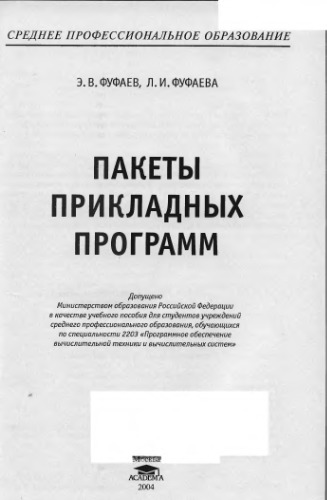 СРЕДНЕЕ ПРОФЕССИОНАЛЬНОЕ ОБРАЗОВАНИЕ
Э. В. ФУФАЕВ, Л. И. ФУФАЕВА
ПАКЕТЫ
ПРИКЛАДНЫХ
ПРОГРАММ
Допущено
Министерством образования Российской Федерации
в качестве учебного пособия для студентов учреждений
среднего профессионального образования, обучающихся
по специальности 2203 «Программное обеспечение
вычислительной техники и вычислительных систем»
Москва
ACADEMA
2004